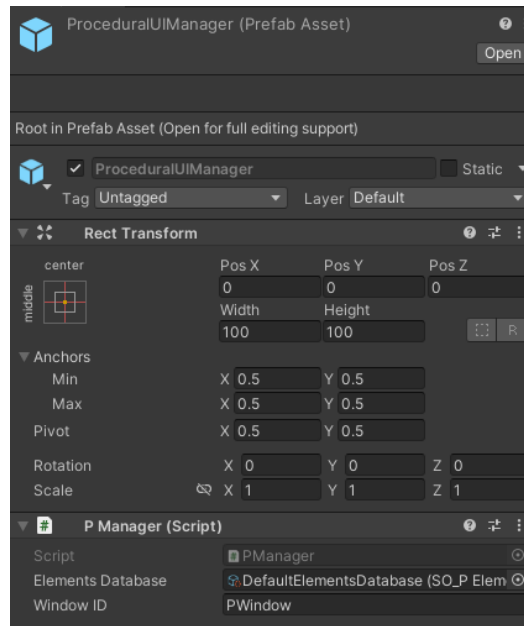 ProceduralUIManager (Prefab Asset)
Open
Root in Prefab Asset (Open for full editing support)
ProceduralUIManager Static
Tag Untagged Layer Default
Rect Transform
center Pos X Pos Y Pos Z
middle 0 0 0
Width Height
100 100 R
Anchors
Min X 0.5 Y 0.5
Max X 0.5 Y 0.5
Pivot X 0.5 Y 0.5
Rotation X 0 Y 0 Z 0
Scale X 1 Y 1 Z 1
# P Manager (Script)
Script # PManager
Elements Database DefaultElementsDatabase (SO_P Elem
Window ID PWindow